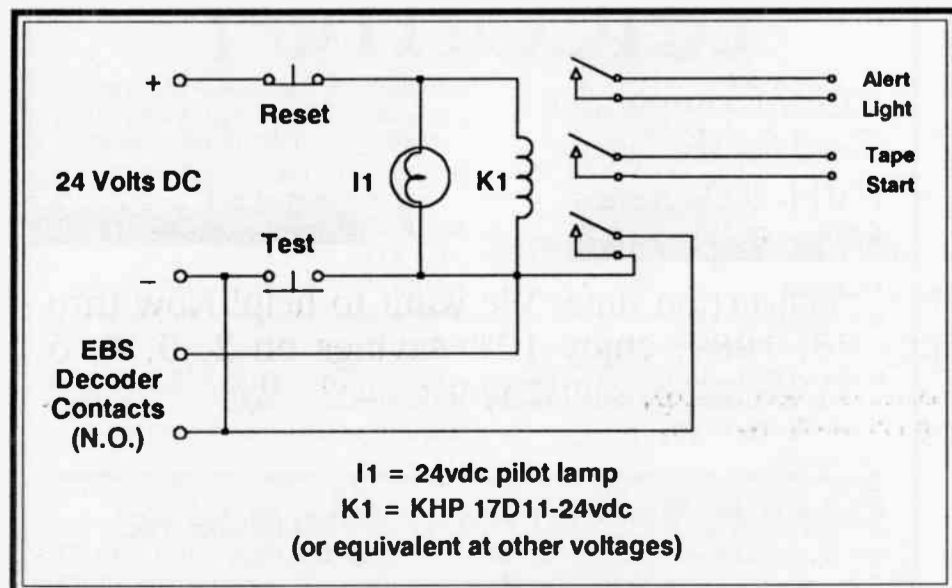 +
Reset
24 Volts DC
I1
K1
Alert
Light
Tape
Start
Test
–
EBS
Decoder
Contacts
(N.O.)
I1 = 24vdc pilot lamp
K1 = KHP 17D11-24vdc
(or equivalent at other voltages)